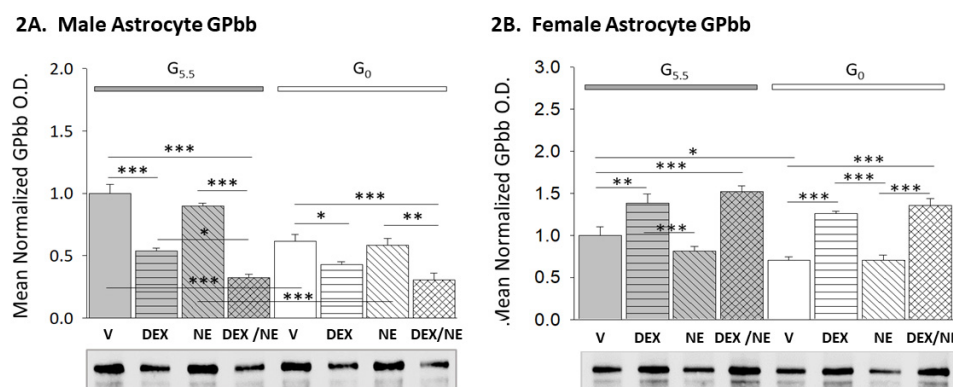 2A. Male Astrocyte GPbb
Mean Normalized GPbb O.D.
2.0
1.5
1.0
0.5
0.0
G5.5
G0
***
***
***
*
***
***
***
*
**
V DEX NE DEX /NE V DEX NE DEX/NE
2B. Female Astrocyte GPbb
Mean Normalized GPbb O.D.
3.0
2.5
2.0
1.5
1.0
0.5
0.0
G5.5
G0
*
***
**
***
***
***
***
***
V DEX NE DEX /NE V DEX NE DEX/NE